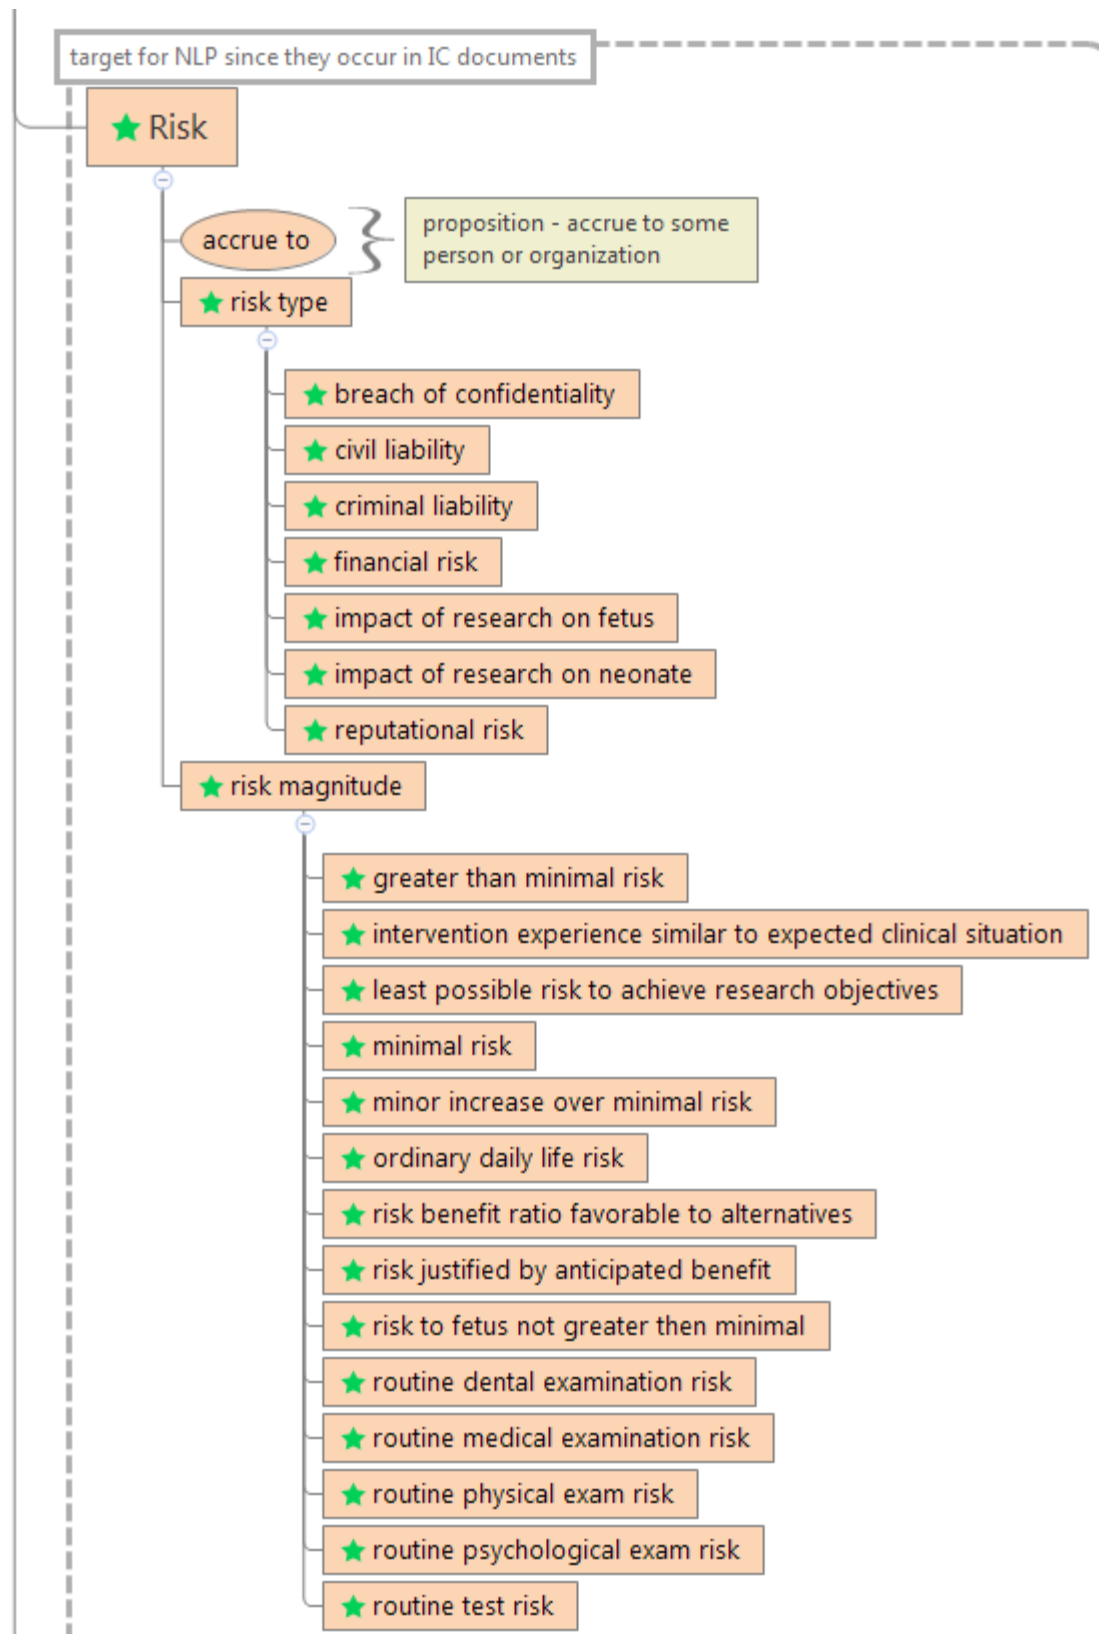 target for NLP since they occur in IC documents
Risk
accrue to
proposition - accrue to some
person or organization
risk type
breach of confidentiality
civil liability
criminal liability
financial risk
impact of research on fetus
impact of research on neonate
reputational risk
risk magnitude
greater than minimal risk
intervention experience similar to expected clinical situation
least possible risk to achieve research objectives
minimal risk
minor increase over minimal risk
ordinary daily life risk
risk benefit ratio favorable to alternatives
risk justified by anticipated benefit
risk to fetus not greater then minimal
routine dental examination risk
routine medical examination risk
routine physical exam risk
routine psychological exam risk
routine test risk